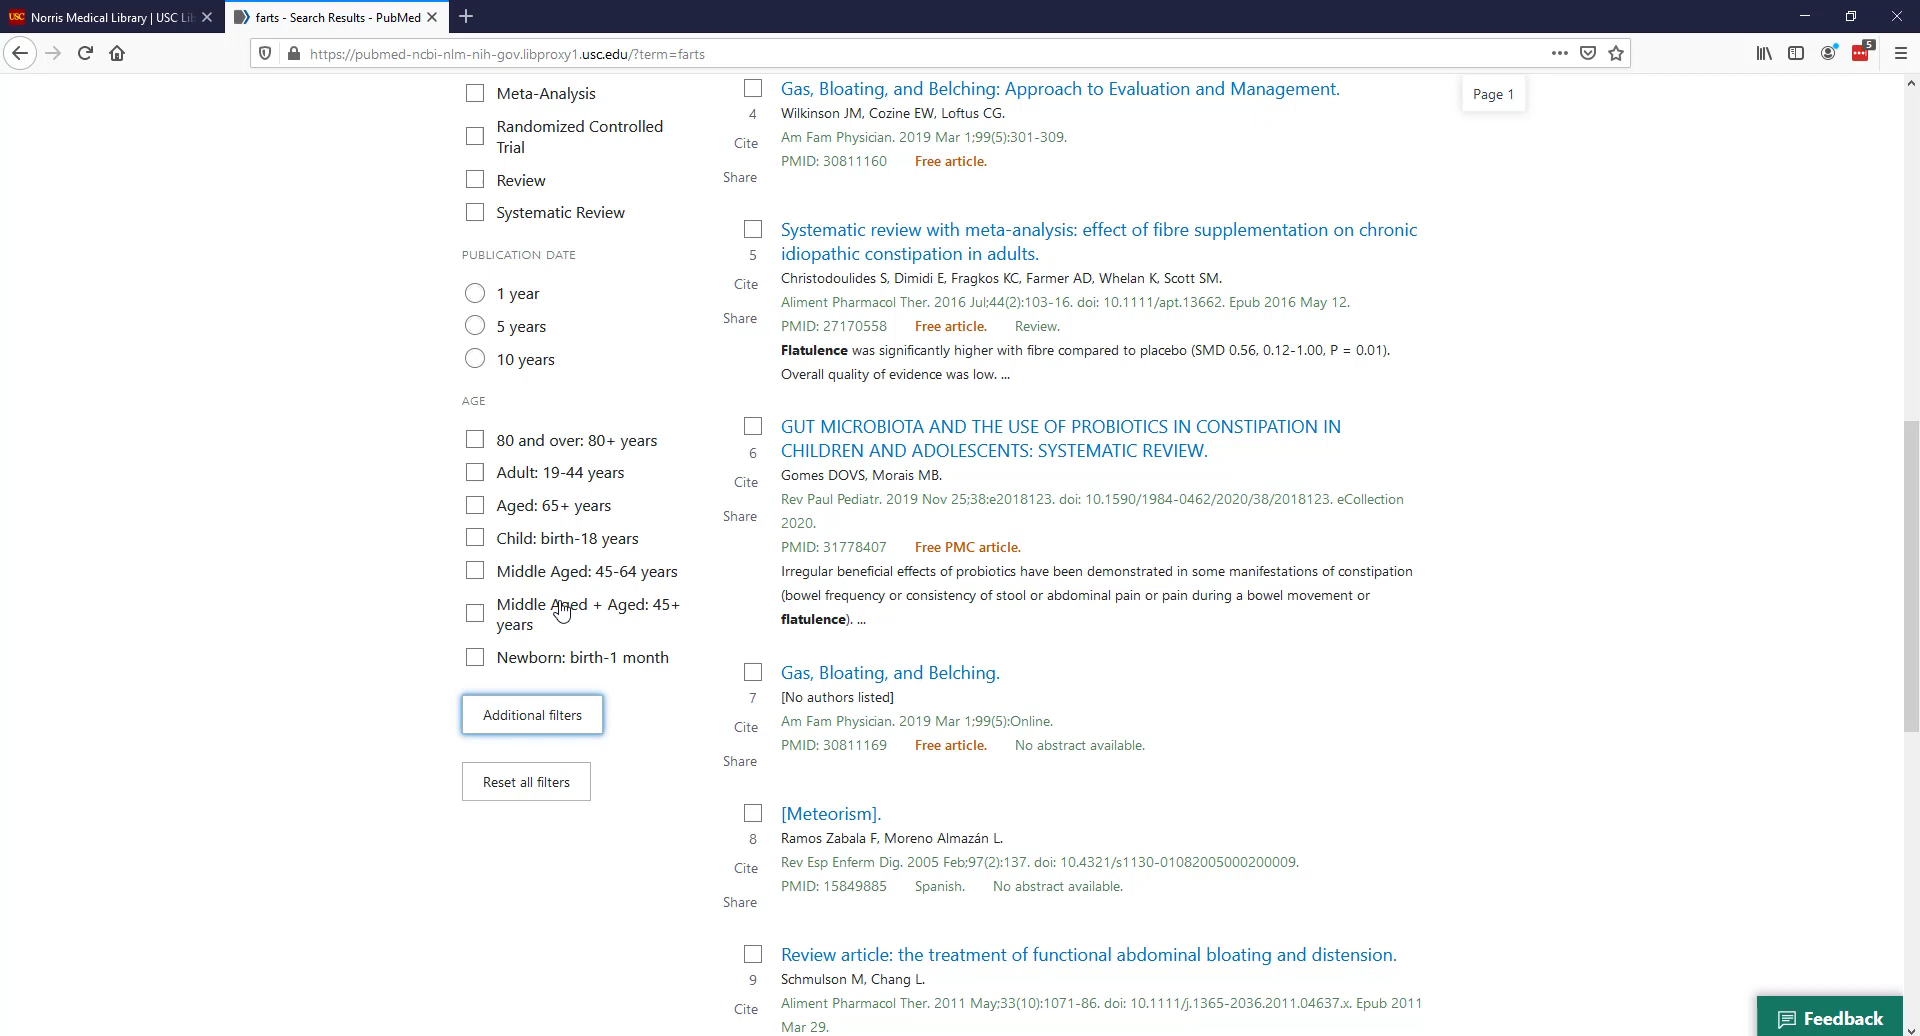 USC Norris Medical Library | USC Li
farts - Search Results - PubMed
https://pubmed-ncbi-nlm-nih-gov.libproxy1.usc.edu/?term=farts
5
Meta-Analysis
Randomized Controlled
Trial
Review
Systematic Review
PUBLICATION DATE
1 year
5 years
10 years
AGE
80 and over: 80+ years
Adult: 19-44 years
Aged: 65+ years
Child: birth-18 years
Middle Aged: 45-64 years
Middle Aged + Aged: 45+
years
Newborn: birth-1 month
Additional filters
Reset all filters
Gas, Bloating, and Belching: Approach to Evaluation and Management.
4
Wilkinson JM, Cozine EW, Loftus CG.
Cite
Am Fam Physician. 2019 Mar 1;99(5):301-309.
PMID: 30811160 Free article.
Share
Systematic review with meta-analysis: effect of fibre supplementation on chronic
5
idiopathic constipation in adults.
Cite
Christodoulides S, Dimidi E, Fragkos KC, Farmer AD, Whelan K, Scott SM.
Aliment Pharmacol Ther. 2016 Jul;44(2):103-16. doi: 10.1111/apt.13662. Epub 2016 May 12.
Share
PMID: 27170558 Free article. Review.
Flatulence was significantly higher with fibre compared to placebo (SMD 0.56, 0.12-1.00, P = 0.01).
Overall quality of evidence was low. ...
GUT MICROBIOTA AND THE USE OF PROBIOTICS IN CONSTIPATION IN
6
CHILDREN AND ADOLESCENTS: SYSTEMATIC REVIEW.
Cite
Gomes DOVS, Morais MB.
Rev Paul Pediatr. 2019 Nov 25;38:e2018123. doi: 10.1590/1984-0462/2020/38/2018123. eCollection
Share
2020.
PMID: 31778407 Free PMC article.
Irregular beneficial effects of probiotics have been demonstrated in some manifestations of constipation
(bowel frequency or consistency of stool or abdominal pain or pain during a bowel movement or
flatulence). ...
Gas, Bloating, and Belching.
7
[No authors listed]
Cite
Am Fam Physician. 2019 Mar 1;99(5):Online.
PMID: 30811169 Free article. No abstract available.
Share
[Meteorism].
8
Ramos Zabala F, Moreno Almazán L.
Cite
Rev Esp Enferm Dig. 2005 Feb;97(2):137. doi: 10.4321/s1130-01082005000200009.
PMID: 15849885 Spanish. No abstract available.
Share
Review article: the treatment of functional abdominal bloating and distension.
9
Schmulson M, Chang L.
Cite
Aliment Pharmacol Ther. 2011 May;33(10):1071-86. doi: 10.1111/j.1365-2036.2011.04637.x. Epub 2011
Mar 29.
Page 1
Feedback